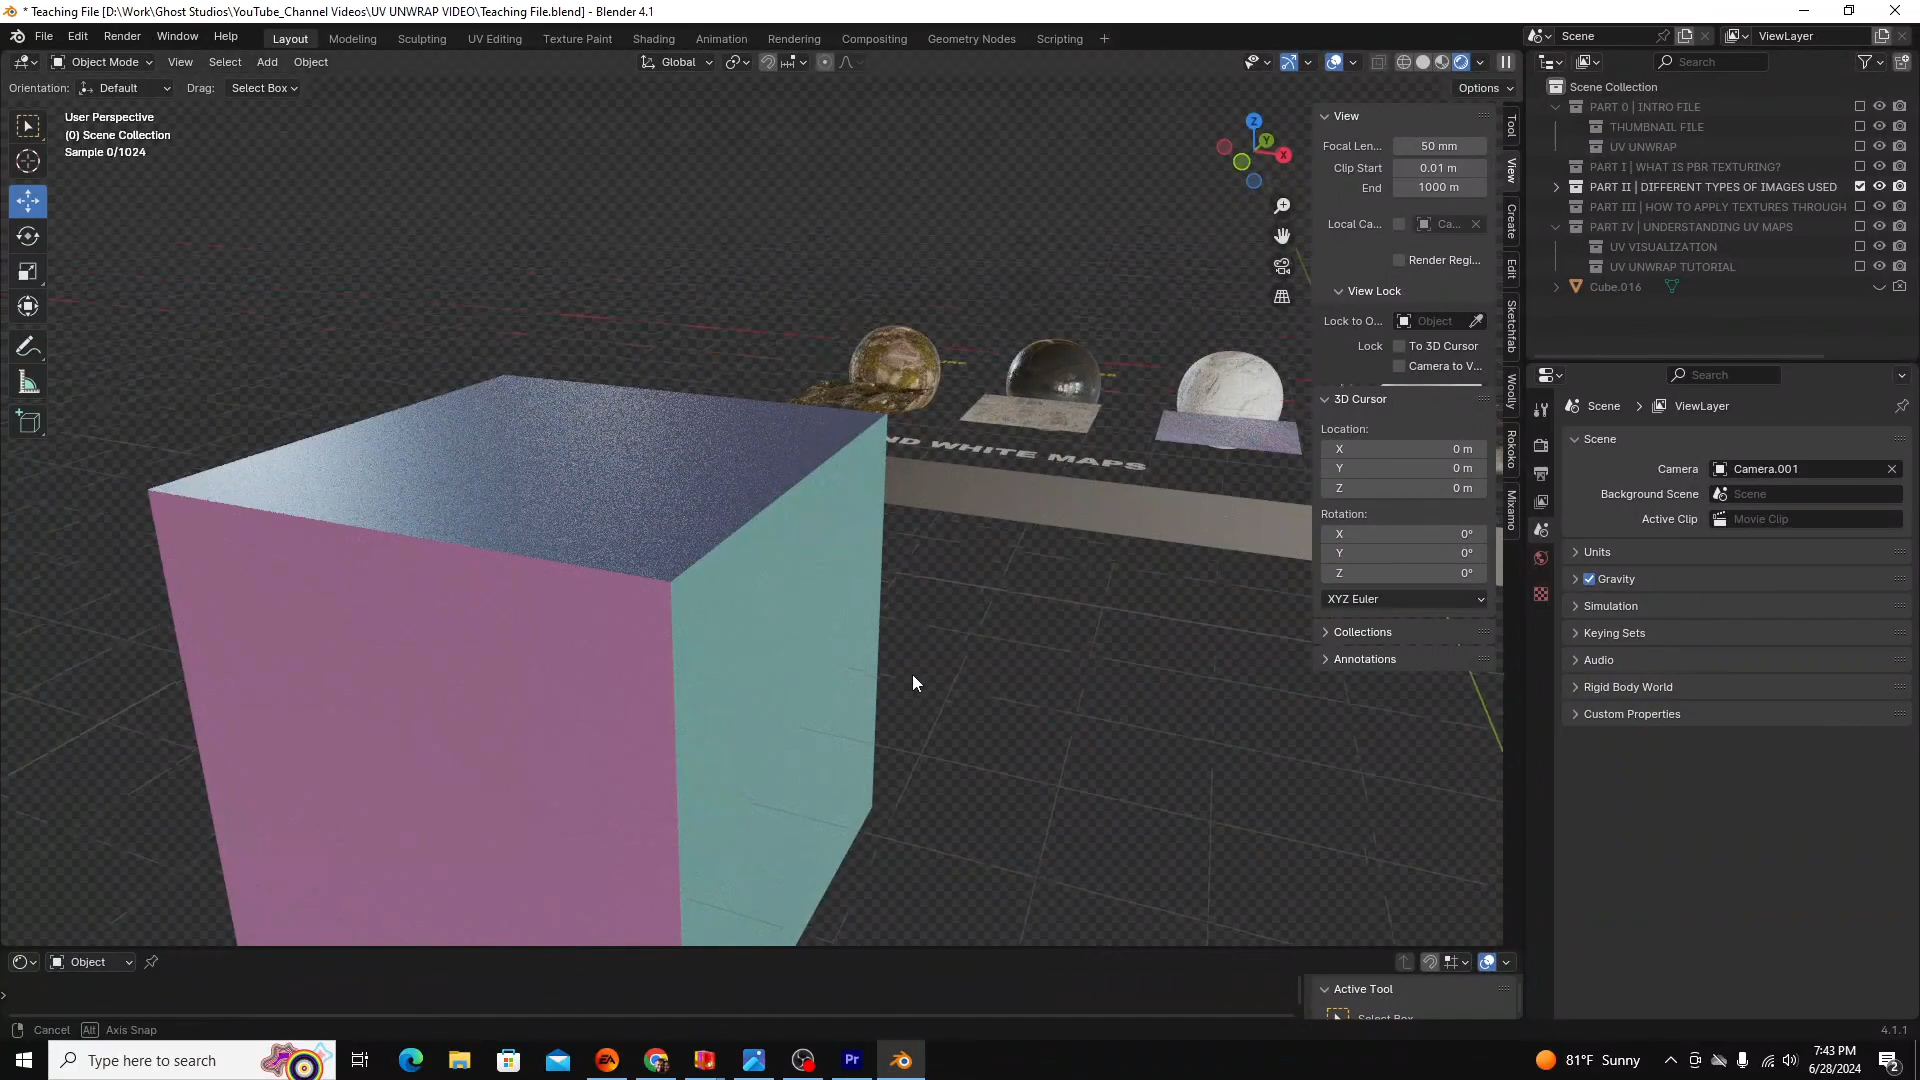 * Teaching File [D:\Work\Ghost Studios\YouTube_Channel Videos\UV UNWRAP VIDEO\Teaching File.blend] - Blender 4.1
File Edit Render Window Help
Layout Modeling Sculpting UV Editing Texture Paint Shading Animation Rendering Compositing Geometry Nodes Scripting +
Scene
ViewLayer
Object Mode View Select Add Object
Global
Search
Orientation: Default Drag: Select Box
Options
User Perspective
(0) Scene Collection
Sample 0/1024
Z
Y
X
ND WHITE MAPS
View
Focal Len... 50 mm
Clip Start 0.01 m
End 1000 m
Local Ca... Ca...
Render Regi...
View Lock
Lock to O... Object
Lock To 3D Cursor
Camera to V...
3D Cursor
Location:
X 0 m
Y 0 m
Z 0 m
Rotation:
X 0°
Y 0°
Z 0°
XYZ Euler
Collections
Annotations
Tool
View
Create
Edit
Sketchfab
Woolly
Rokoko
Mixamo
Scene Collection
PART 0 | INTRO FILE
THUMBNAIL FILE
UV UNWRAP
PART I | WHAT IS PBR TEXTURING?
PART II | DIFFERENT TYPES OF IMAGES USED
PART III | HOW TO APPLY TEXTURES THROUGH
PART IV | UNDERSTANDING UV MAPS
UV VISUALIZATION
UV UNWRAP TUTORIAL
Cube.016
Search
Scene > ViewLayer
Scene
Camera Camera.001
Background Scene Scene
Active Clip Movie Clip
Units
Gravity
Simulation
Keying Sets
Audio
Rigid Body World
Custom Properties
Object
Active Tool
Select Box
Cancel Alt Axis Snap
4.1.1
Type here to search
EA
Pr
81°F Sunny
7:43 PM
6/28/2024
2